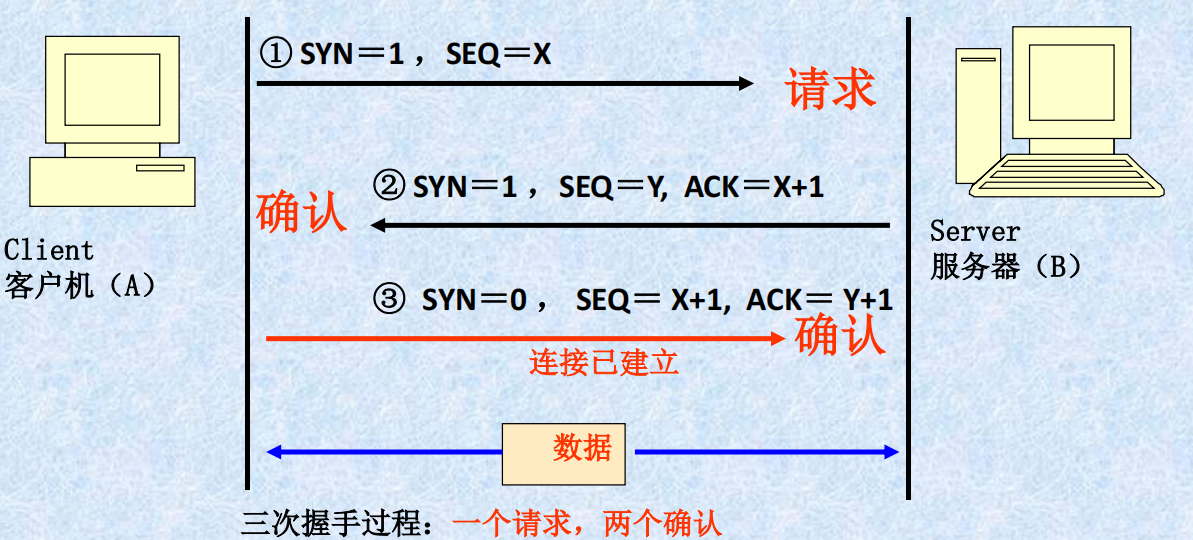 ① SYN＝1 ， SEQ＝X
请求
② SYN＝1 ， SEQ＝Y, ACK＝X+1
确认
Client
客户机（A）
Server
服务器（B）
③ SYN＝0 ， SEQ＝ X+1, ACK＝ Y+1
确认
连接已建立
数据
三次握手过程：一个请求，两个确认